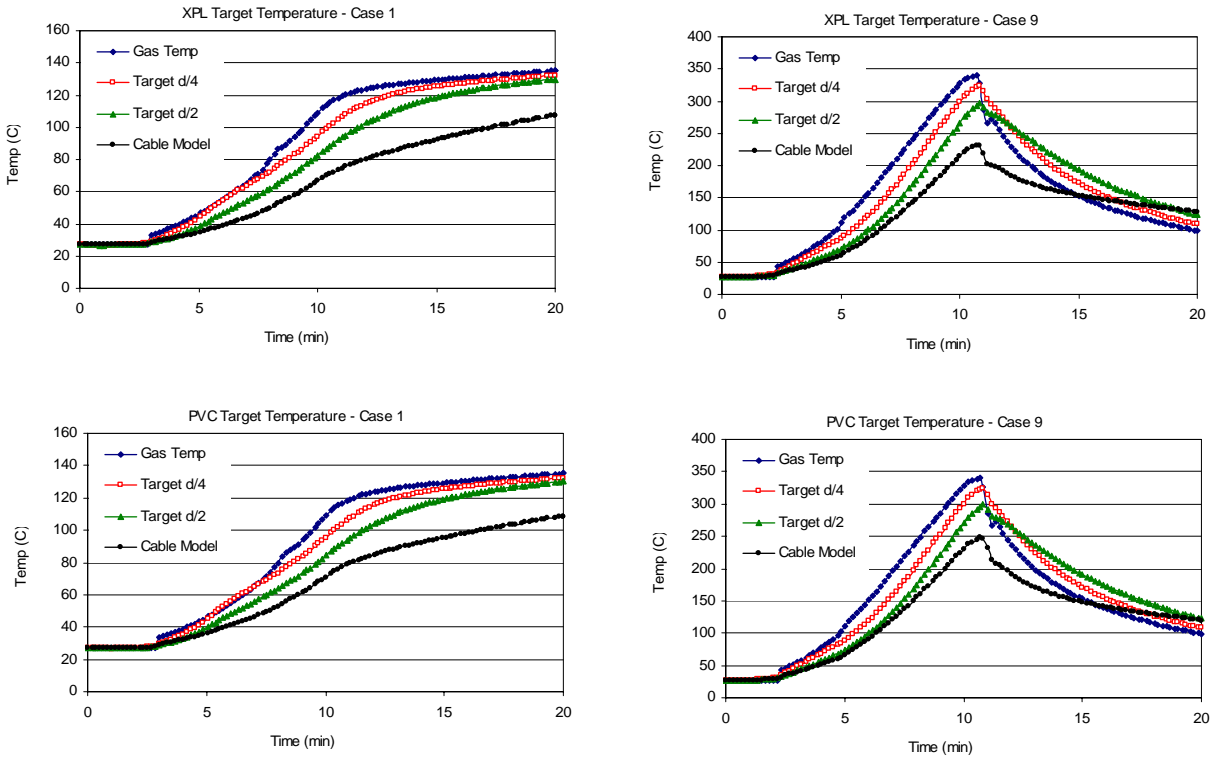 XPL Target Temperature - Case 1
160
140
120
100
80
60
40
20
0
Temp (C)
Gas Temp
Target d/4
Target d/2
Cable Model
0 5 10 15 20
Time (min)
XPL Target Temperature - Case 9
400
350
300
250
200
150
100
50
0
Temp (C)
Gas Temp
Target d/4
Target d/2
Cable Model
0 5 10 15 20
Time (min)
PVC Target Temperature - Case 1
160
140
120
100
80
60
40
20
0
Temp (C)
Gas Temp
Target d/4
Target d/2
Cable Model
0 5 10 15 20
Time (min)
PVC Target Temperature - Case 9
400
350
300
250
200
150
100
50
0
Temp (C)
Gas Temp
Target d/4
Target d/2
Cable Model
0 5 10 15 20
Time (min)